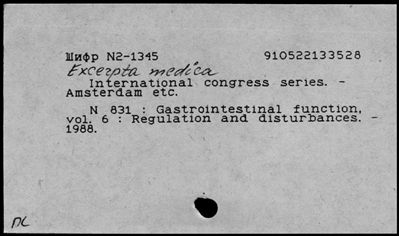 Шифр N2-1345 910522133528
Excerpta medica
International congress series. -
Amsterdam etc.
N 831 : Gastrointestinal function,
vol. 6 : Regulation and disturbances. -
1988.
ПС